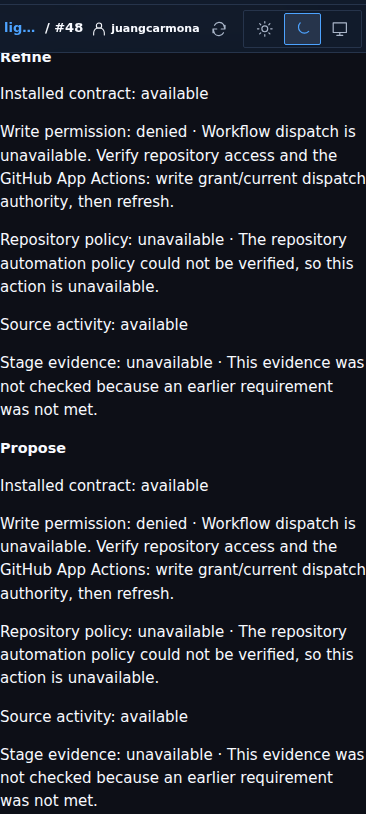 lig... / #48 juangcarmona
Refine
Installed contract: available
Write permission: denied · Workflow dispatch is
unavailable. Verify repository access and the
GitHub App Actions: write grant/current dispatch
authority, then refresh.
Repository policy: unavailable · The repository
automation policy could not be verified, so this
action is unavailable.
Source activity: available
Stage evidence: unavailable · This evidence was
not checked because an earlier requirement
was not met.
Propose
Installed contract: available
Write permission: denied · Workflow dispatch is
unavailable. Verify repository access and the
GitHub App Actions: write grant/current dispatch
authority, then refresh.
Repository policy: unavailable · The repository
automation policy could not be verified, so this
action is unavailable.
Source activity: available
Stage evidence: unavailable · This evidence was
not checked because an earlier requirement
was not met.